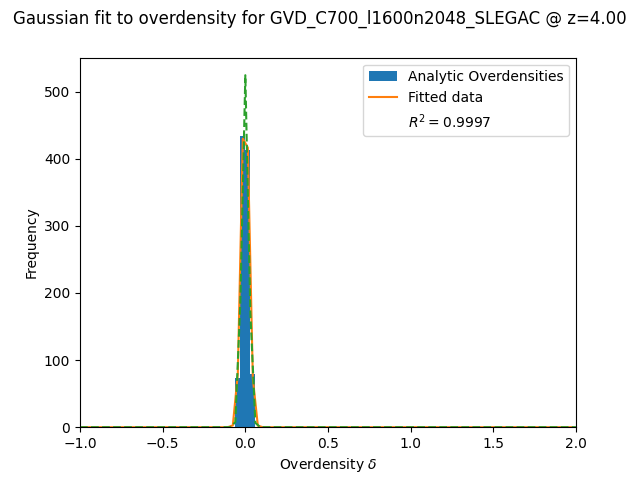 Gaussian fit to overdensity for GVD_C700_l1600n2048_SLEGAC @ z=4.00
Analytic Overdensities
Fitted data
R² = 0.9997
500
400
300
200
100
0
Frequency
−1.0 −0.5 0.0 0.5 1.0 1.5 2.0
Overdensity δ